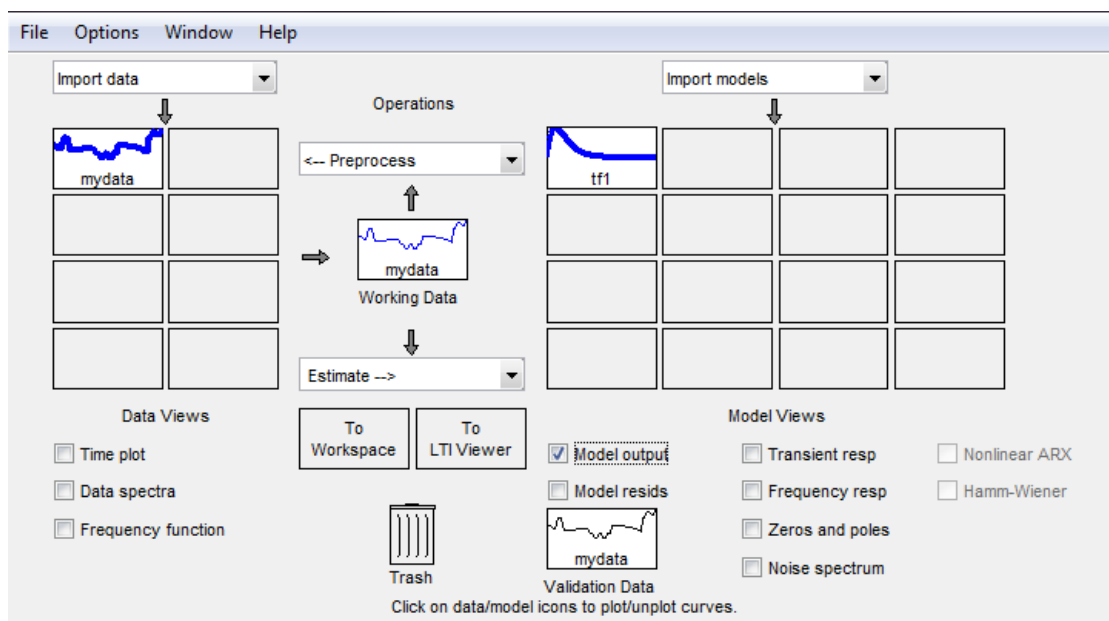 File Options Window Help
Import data
Import models
Operations
mydata
<-- Preprocess
tf1
mydata
Working Data
Estimate -->
Data Views
To Workspace
To LTI Viewer
Model Views
Time plot
Model output
Transient resp
Nonlinear ARX
Data spectra
Model resids
Frequency resp
Hamm-Wiener
Frequency function
Zeros and poles
mydata
Trash
Validation Data
Noise spectrum
Click on data/model icons to plot/unplot curves.